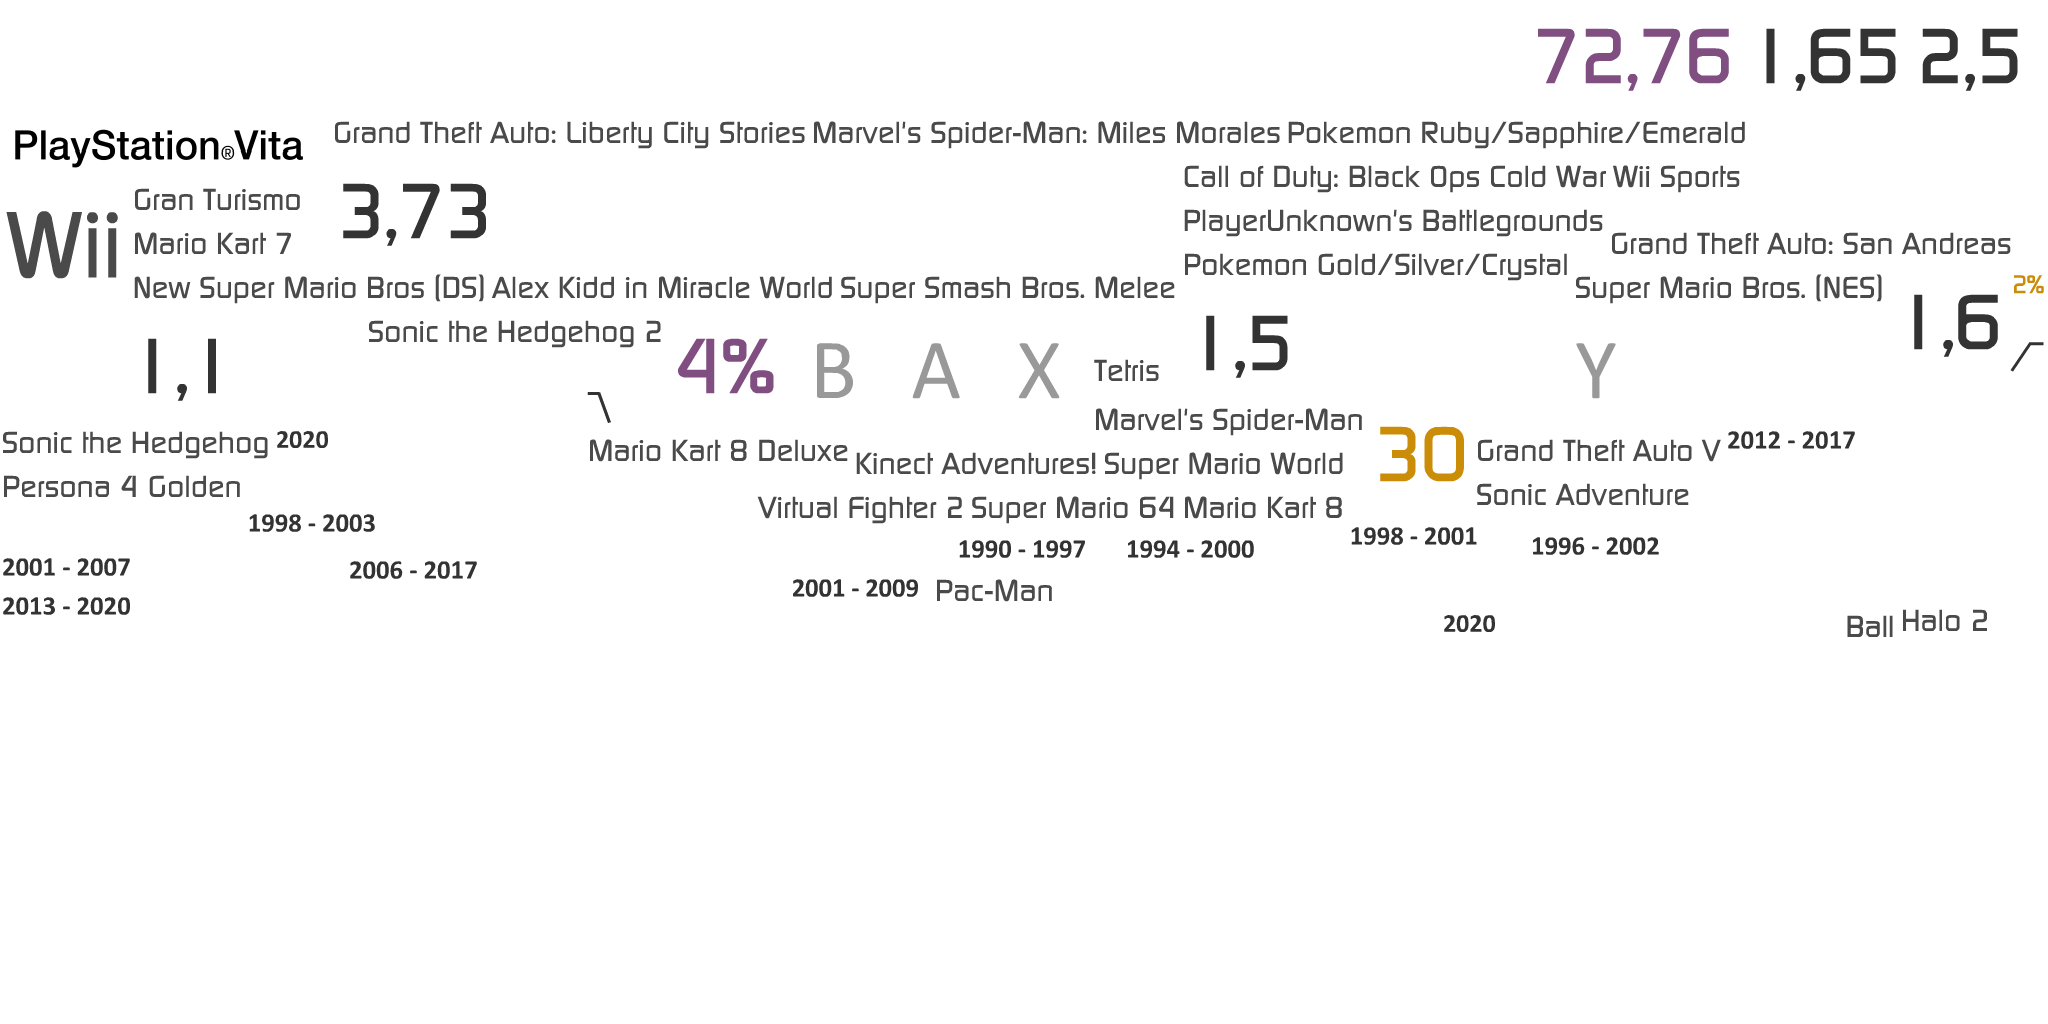 72,76 1,65 2,5
PlayStation®Vita
Grand Theft Auto: Liberty City Stories Marvel's Spider-Man: Miles Morales Pokemon Ruby/Sapphire/Emerald
Call of Duty: Black Ops Cold War Wii Sports
Wii
Gran Turismo
3,73
PlayerUnknown's Battlegrounds
Mario Kart 7
Grand Theft Auto: San Andreas
Pokemon Gold/Silver/Crystal
New Super Mario Bros (DS) Alex Kidd in Miracle World Super Smash Bros. Melee
Super Mario Bros. (NES)
1,6
2%
Sonic the Hedgehog 2
1,1
4%
B A X
Tetris
1,5
Y
Marvel's Spider-Man
Sonic the Hedgehog 2020
Mario Kart 8 Deluxe
Kinect Adventures! Super Mario World
30
Grand Theft Auto V 2012 - 2017
Persona 4 Golden
Virtual Fighter 2 Super Mario 64 Mario Kart 8
Sonic Adventure
1998 - 2003
1990 - 1997
1994 - 2000
1998 - 2001
1996 - 2002
2001 - 2007
2006 - 2017
2001 - 2009
Pac-Man
2013 - 2020
2020
Ball
Halo 2